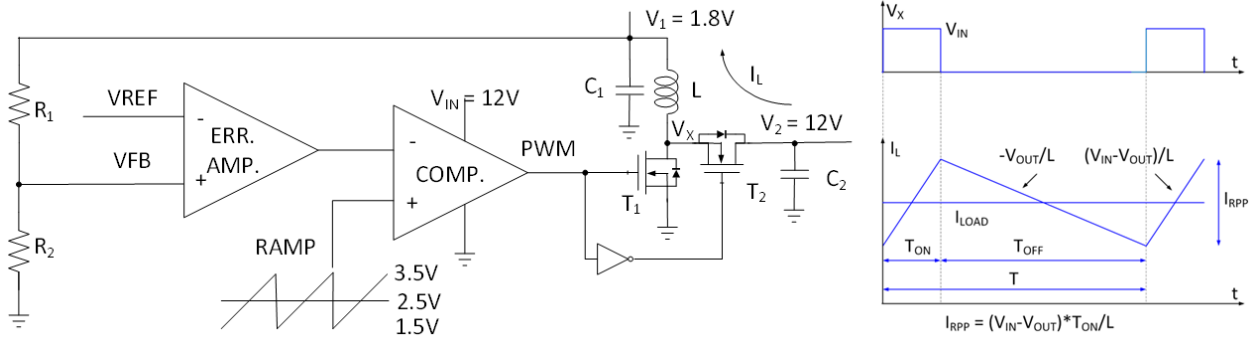 V1 = 1.8V
C1
L
IL
R1
VREF
-
VFB
+
ERR.
AMP.
VIN = 12V
-
+
COMP.
PWM
VX
V2 = 12V
T1
T2
C2
R2
RAMP
3.5V
2.5V
1.5V
VX
VIN
t
IL
-VOUT/L
(VIN-VOUT)/L
IRPP
ILOAD
TON
TOFF
T
t
IRPP = (VIN-VOUT)*TON/L